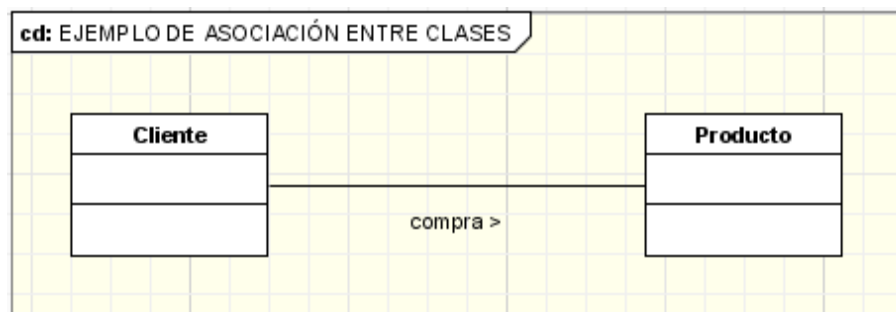 cd: EJEMPLO DE ASOCIACIÓN ENTRE CLASES
Cliente
Producto
compra >